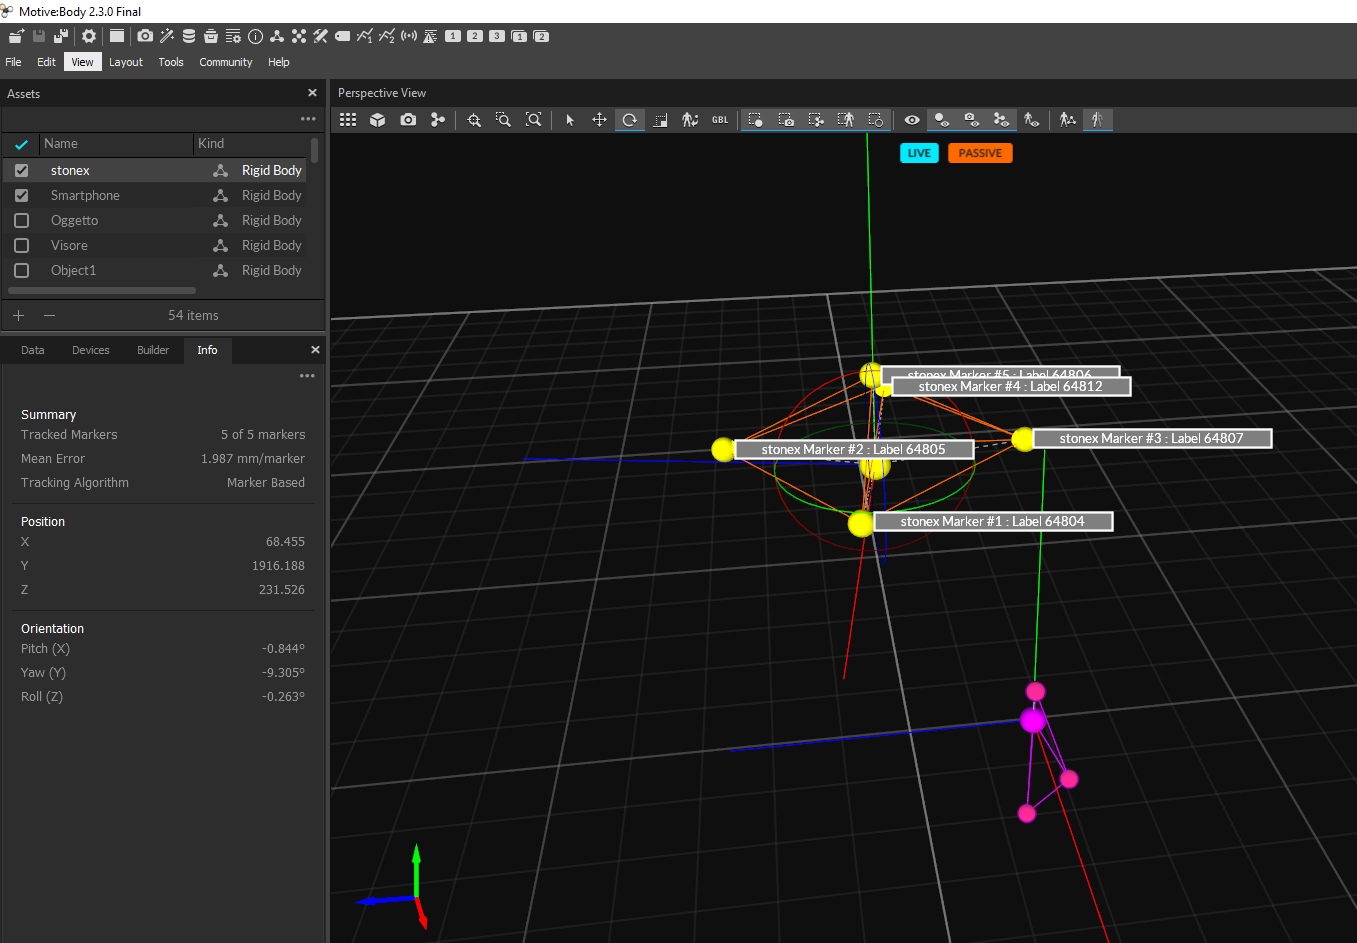 Motive:Body 2.3.0 Final
1 2 3 1 2
File Edit View Layout Tools Community Help
Assets
Name Kind
stonex Rigid Body
Smartphone Rigid Body
Oggetto Rigid Body
Visore Rigid Body
Object1 Rigid Body
54 items
Data Devices Builder Info
Summary
Tracked Markers 5 of 5 markers
Mean Error 1.987 mm/marker
Tracking Algorithm Marker Based
Position
X 68.455
Y 1916.188
Z 231.526
Orientation
Pitch (X) -0.844°
Yaw (Y) -9.305°
Roll (Z) -0.263°
Perspective View
GBL
LIVE PASSIVE
stonex Marker #5 : Label 64806
stonex Marker #4 : Label 64812
stonex Marker #3 : Label 64807
stonex Marker #2 : Label 64805
stonex Marker #1 : Label 64804